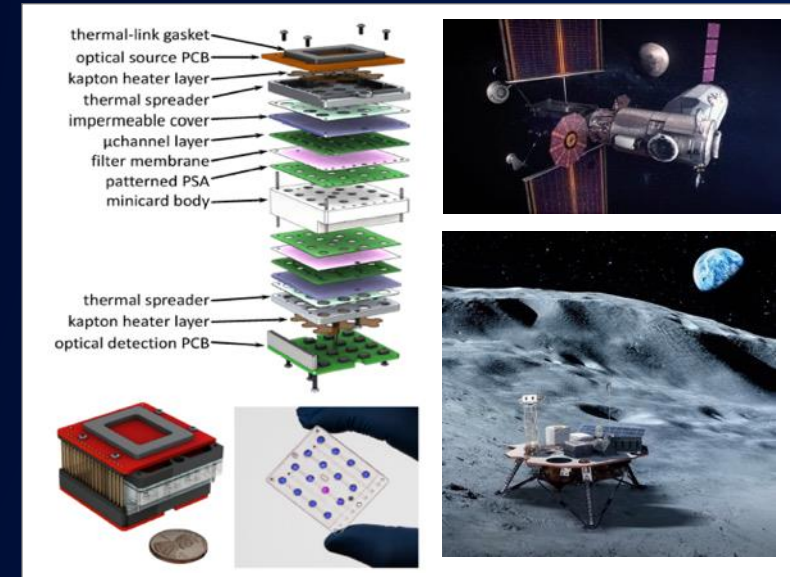 thermal-link gasket
optical source PCB
kapton heater layer
thermal spreader
impermeable cover
μchannel layer
filter membrane
patterned PSA
minicard body
thermal spreader
kapton heater layer
optical detection PCB